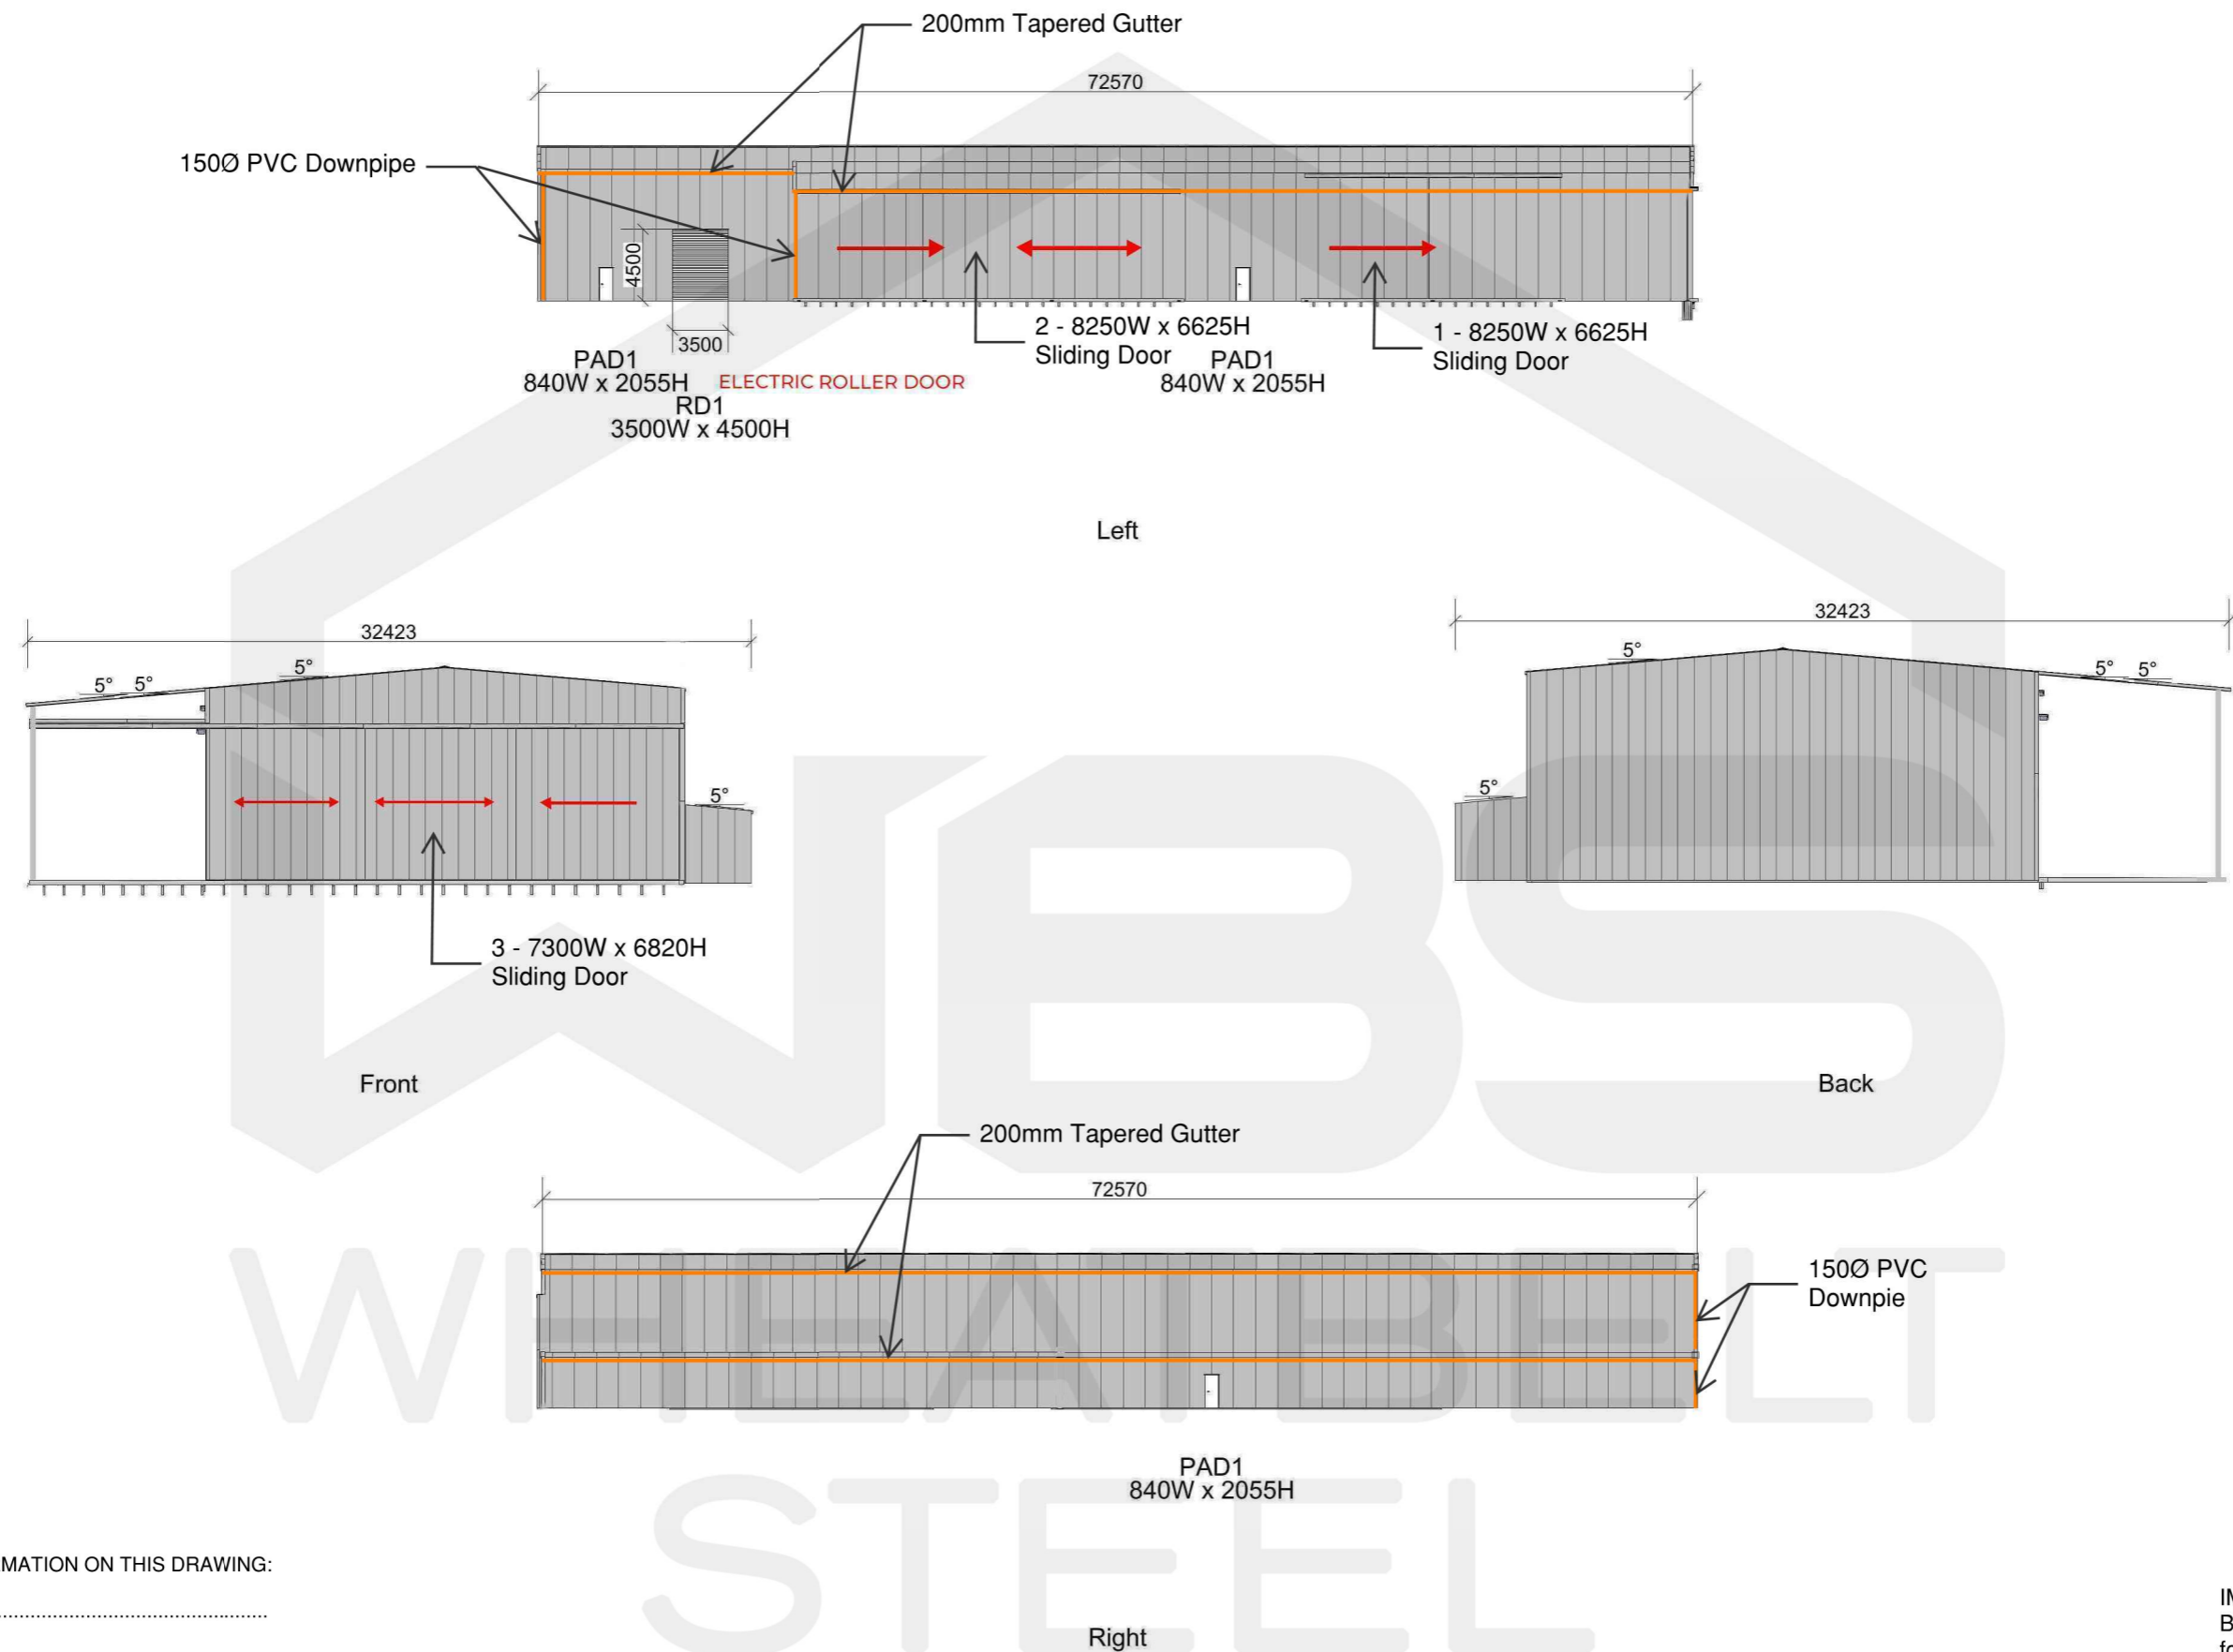 200mm Tapered Gutter
72570
150Ø PVC Downpipe
4500
3500
2 - 8250W x 6625H
Sliding Door
1 - 8250W x 6625H
Sliding Door
PAD1
840W x 2055H
ELECTRIC ROLLER DOOR
RD1
3500W x 4500H
PAD1
840W x 2055H
Left
32423
5° 5°
5°
5°
3 - 7300W x 6820H
Sliding Door
Front
32423
5°
5° 5°
5°
Back
200mm Tapered Gutter
72570
150Ø PVC
Downpie
PAD1
840W x 2055H
Right
WBS
WHEATBELT
STEEL
MATION ON THIS DRAWING: